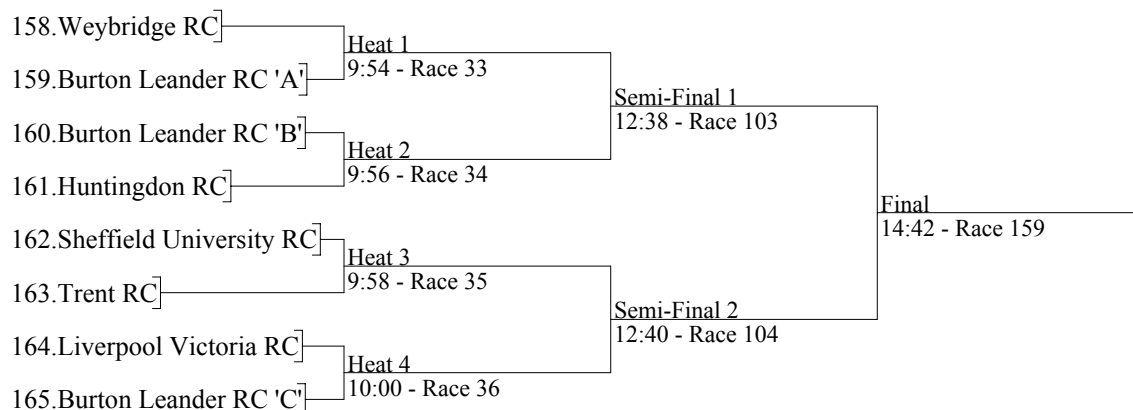 158.Weybridge RC
Heat 1
9:54 - Race 33
159.Burton Leander RC 'A'
Semi-Final 1
12:38 - Race 103
160.Burton Leander RC 'B'
Heat 2
9:56 - Race 34
161.Huntingdon RC
Final
14:42 - Race 159
162.Sheffield University RC
Heat 3
9:58 - Race 35
163.Trent RC
Semi-Final 2
12:40 - Race 104
164.Liverpool Victoria RC
Heat 4
10:00 - Race 36
165.Burton Leander RC 'C'